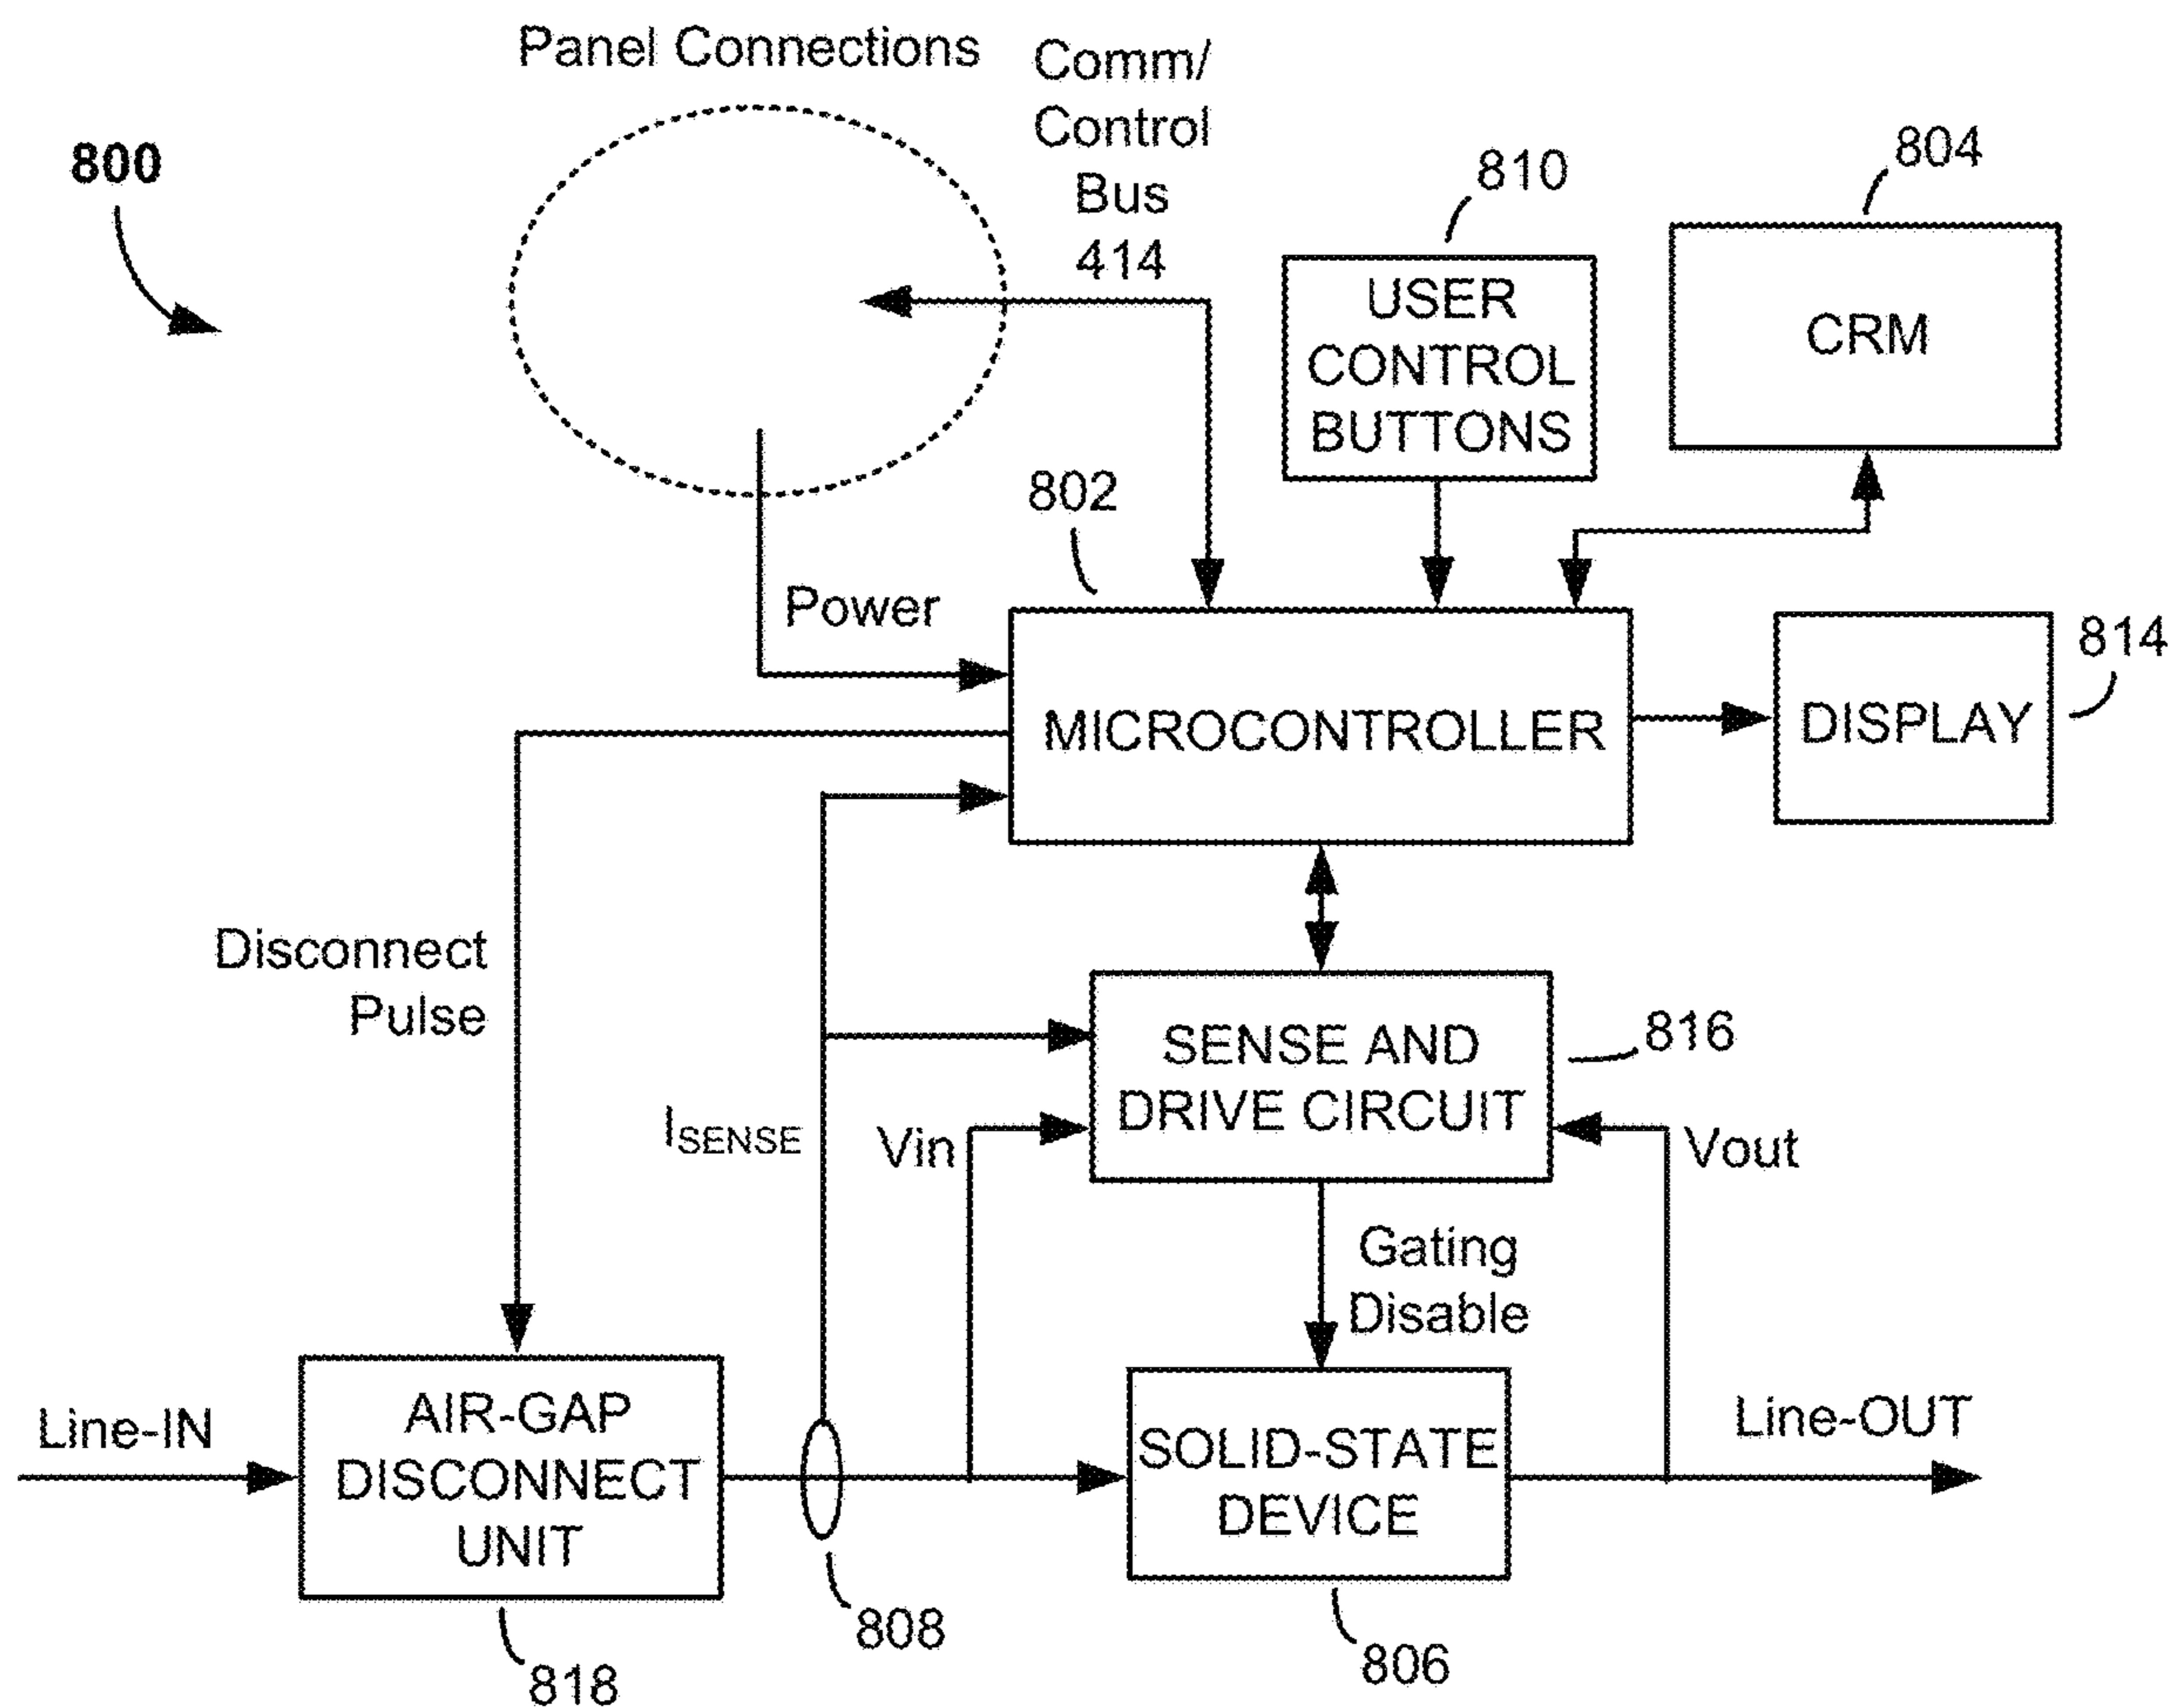 Panel Connections
Comm/
Control
Bus
414
800
810
804
USER
CONTROL
BUTTONS
CRM
802
Power
814
MICROCONTROLLER
DISPLAY
Disconnect
Pulse
SENSE AND
DRIVE CIRCUIT
816
ISENSE
Vin
Vout
Gating
Disable
Line-IN
AIR-GAP
DISCONNECT
UNIT
SOLID-STATE
DEVICE
Line-OUT
808
806
818